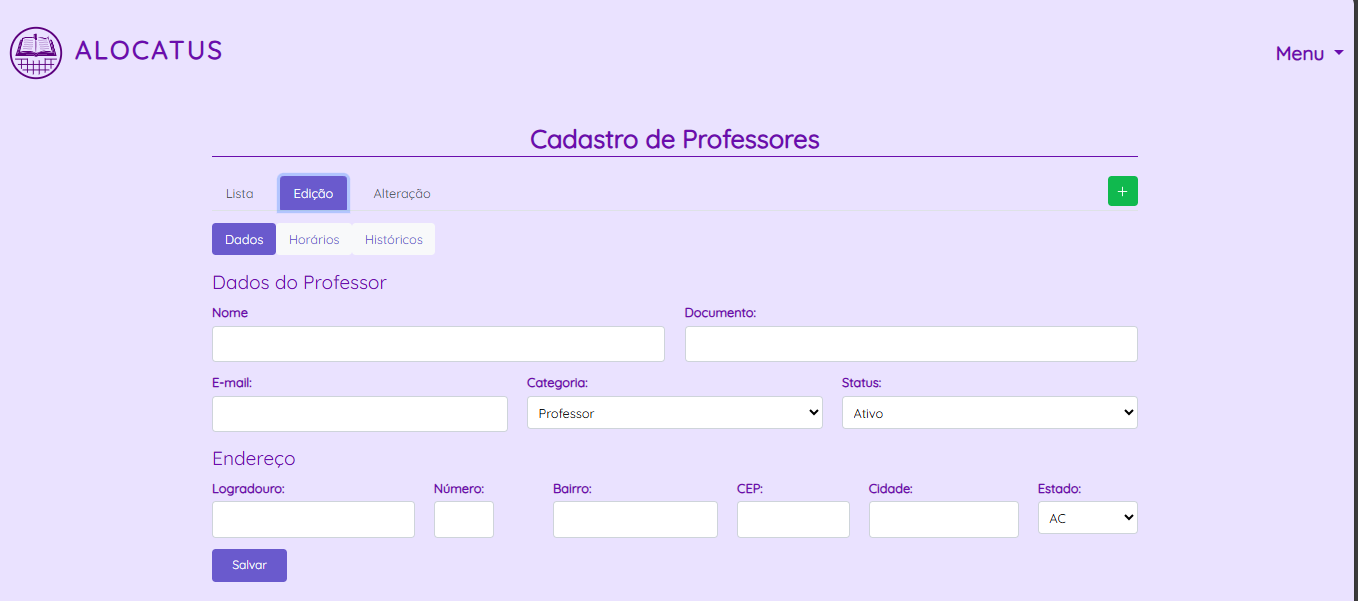 ALOCATUS
Menu
Cadastro de Professores
Lista Edição Alteração +
Dados Horários Históricos
Dados do Professor
Nome Documento:
E-mail: Categoria: Status:
Professor Ativo
Endereço
Logradouro: Número: Bairro: CEP: Cidade: Estado:
AC
Salvar